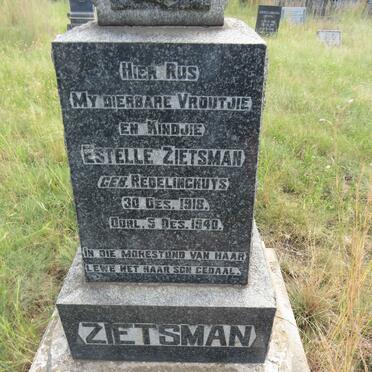 HIER RUS
MY DIERBARE VROUTJIE
EN KINDJIE
ESTELLE ZIETSMAN
GEB. REDELINGHUYS
30 DES. 1918.
OORL. 5 DES. 1940.
IN DIE MORESTOND VAN HAAR
LEWE HET HAAR SON GEDAAL.
ZIETSMAN